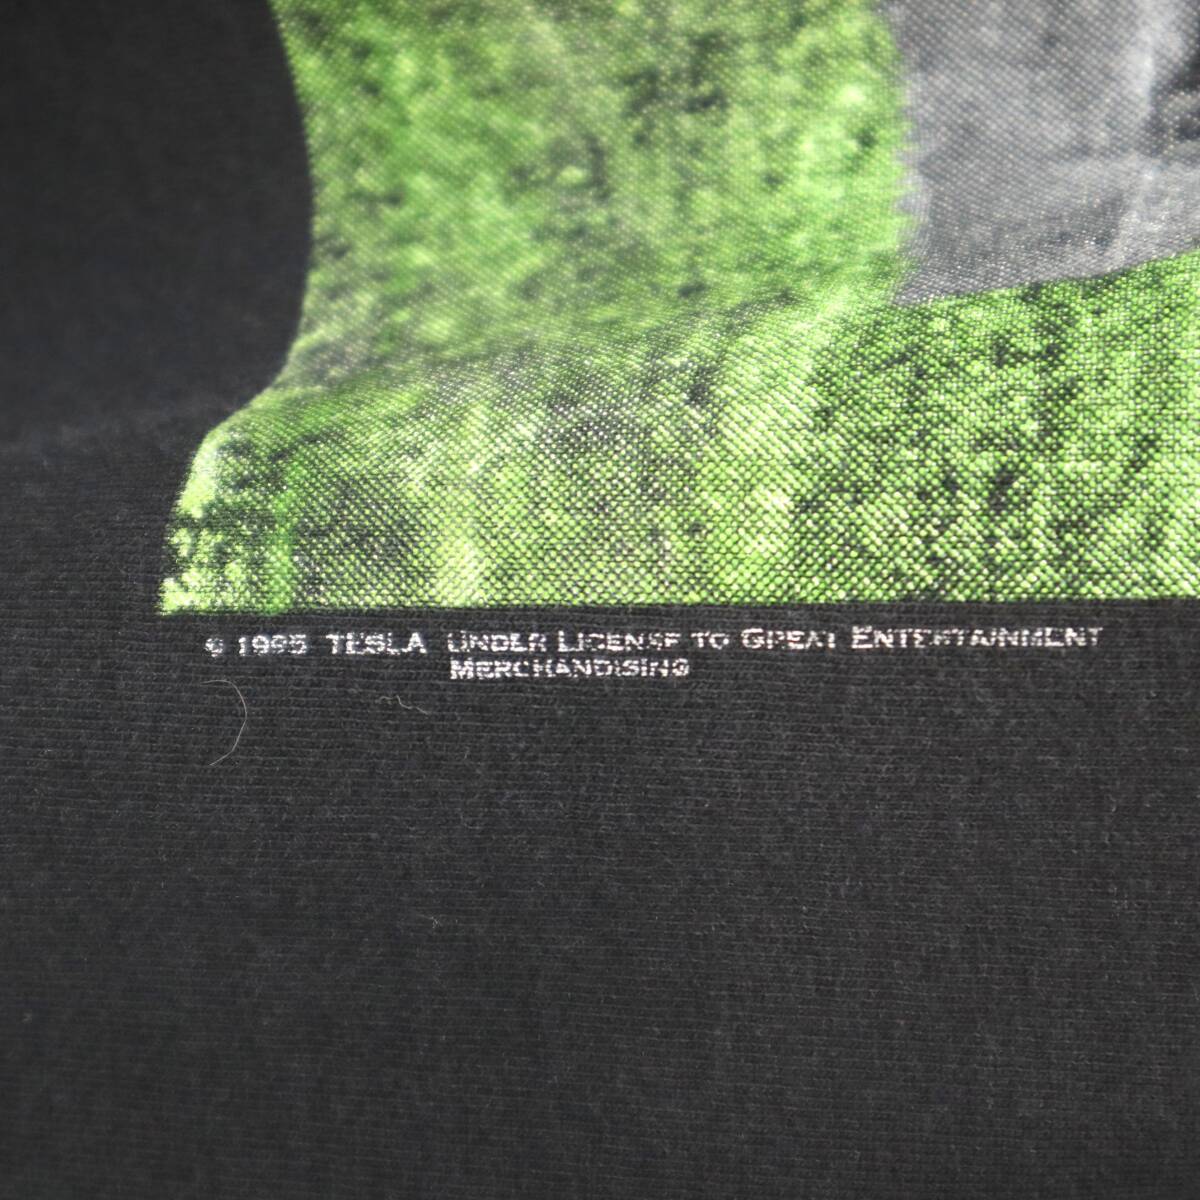 © 1995 TESLA UNDER LICENSE TO GREAT ENTERTAINMENT
MERCHANDISING